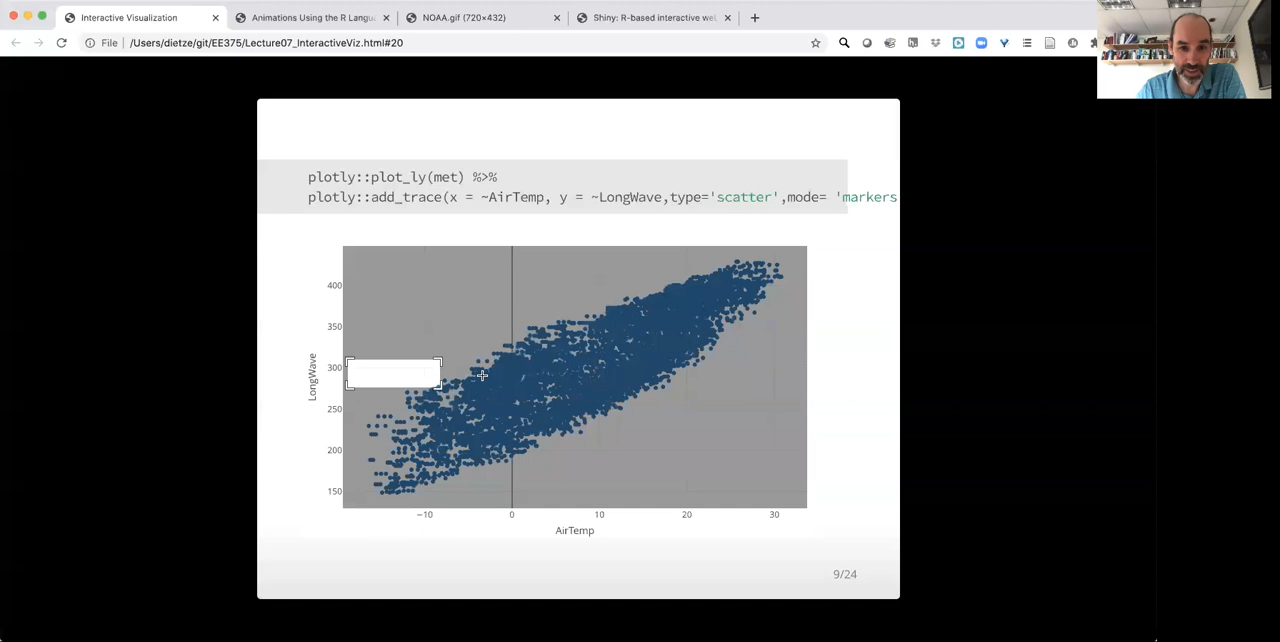 Interactive Visualization
Animations Using the R Langu
NOAA.gif (720×432)
Shiny: R-based interactive we
File
/Users/dietze/git/EE375/Lecture07_InteractiveViz.html#20
plotly::plot_ly(met) %>%
plotly::add_trace(x = ~AirTemp, y = ~LongWave,type='scatter',mode= 'markers
400
350
300
250
200
150
LongWave
−10
0
10
20
30
AirTemp
9/24